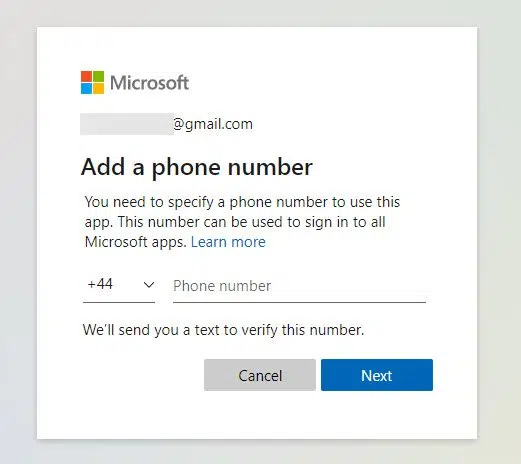 Microsoft
@gmail.com
Add a phone number
You need to specify a phone number to use this
app. This number can be used to sign in to all
Microsoft apps. Learn more
+44 Phone number
We'll send you a text to verify this number.
Cancel Next